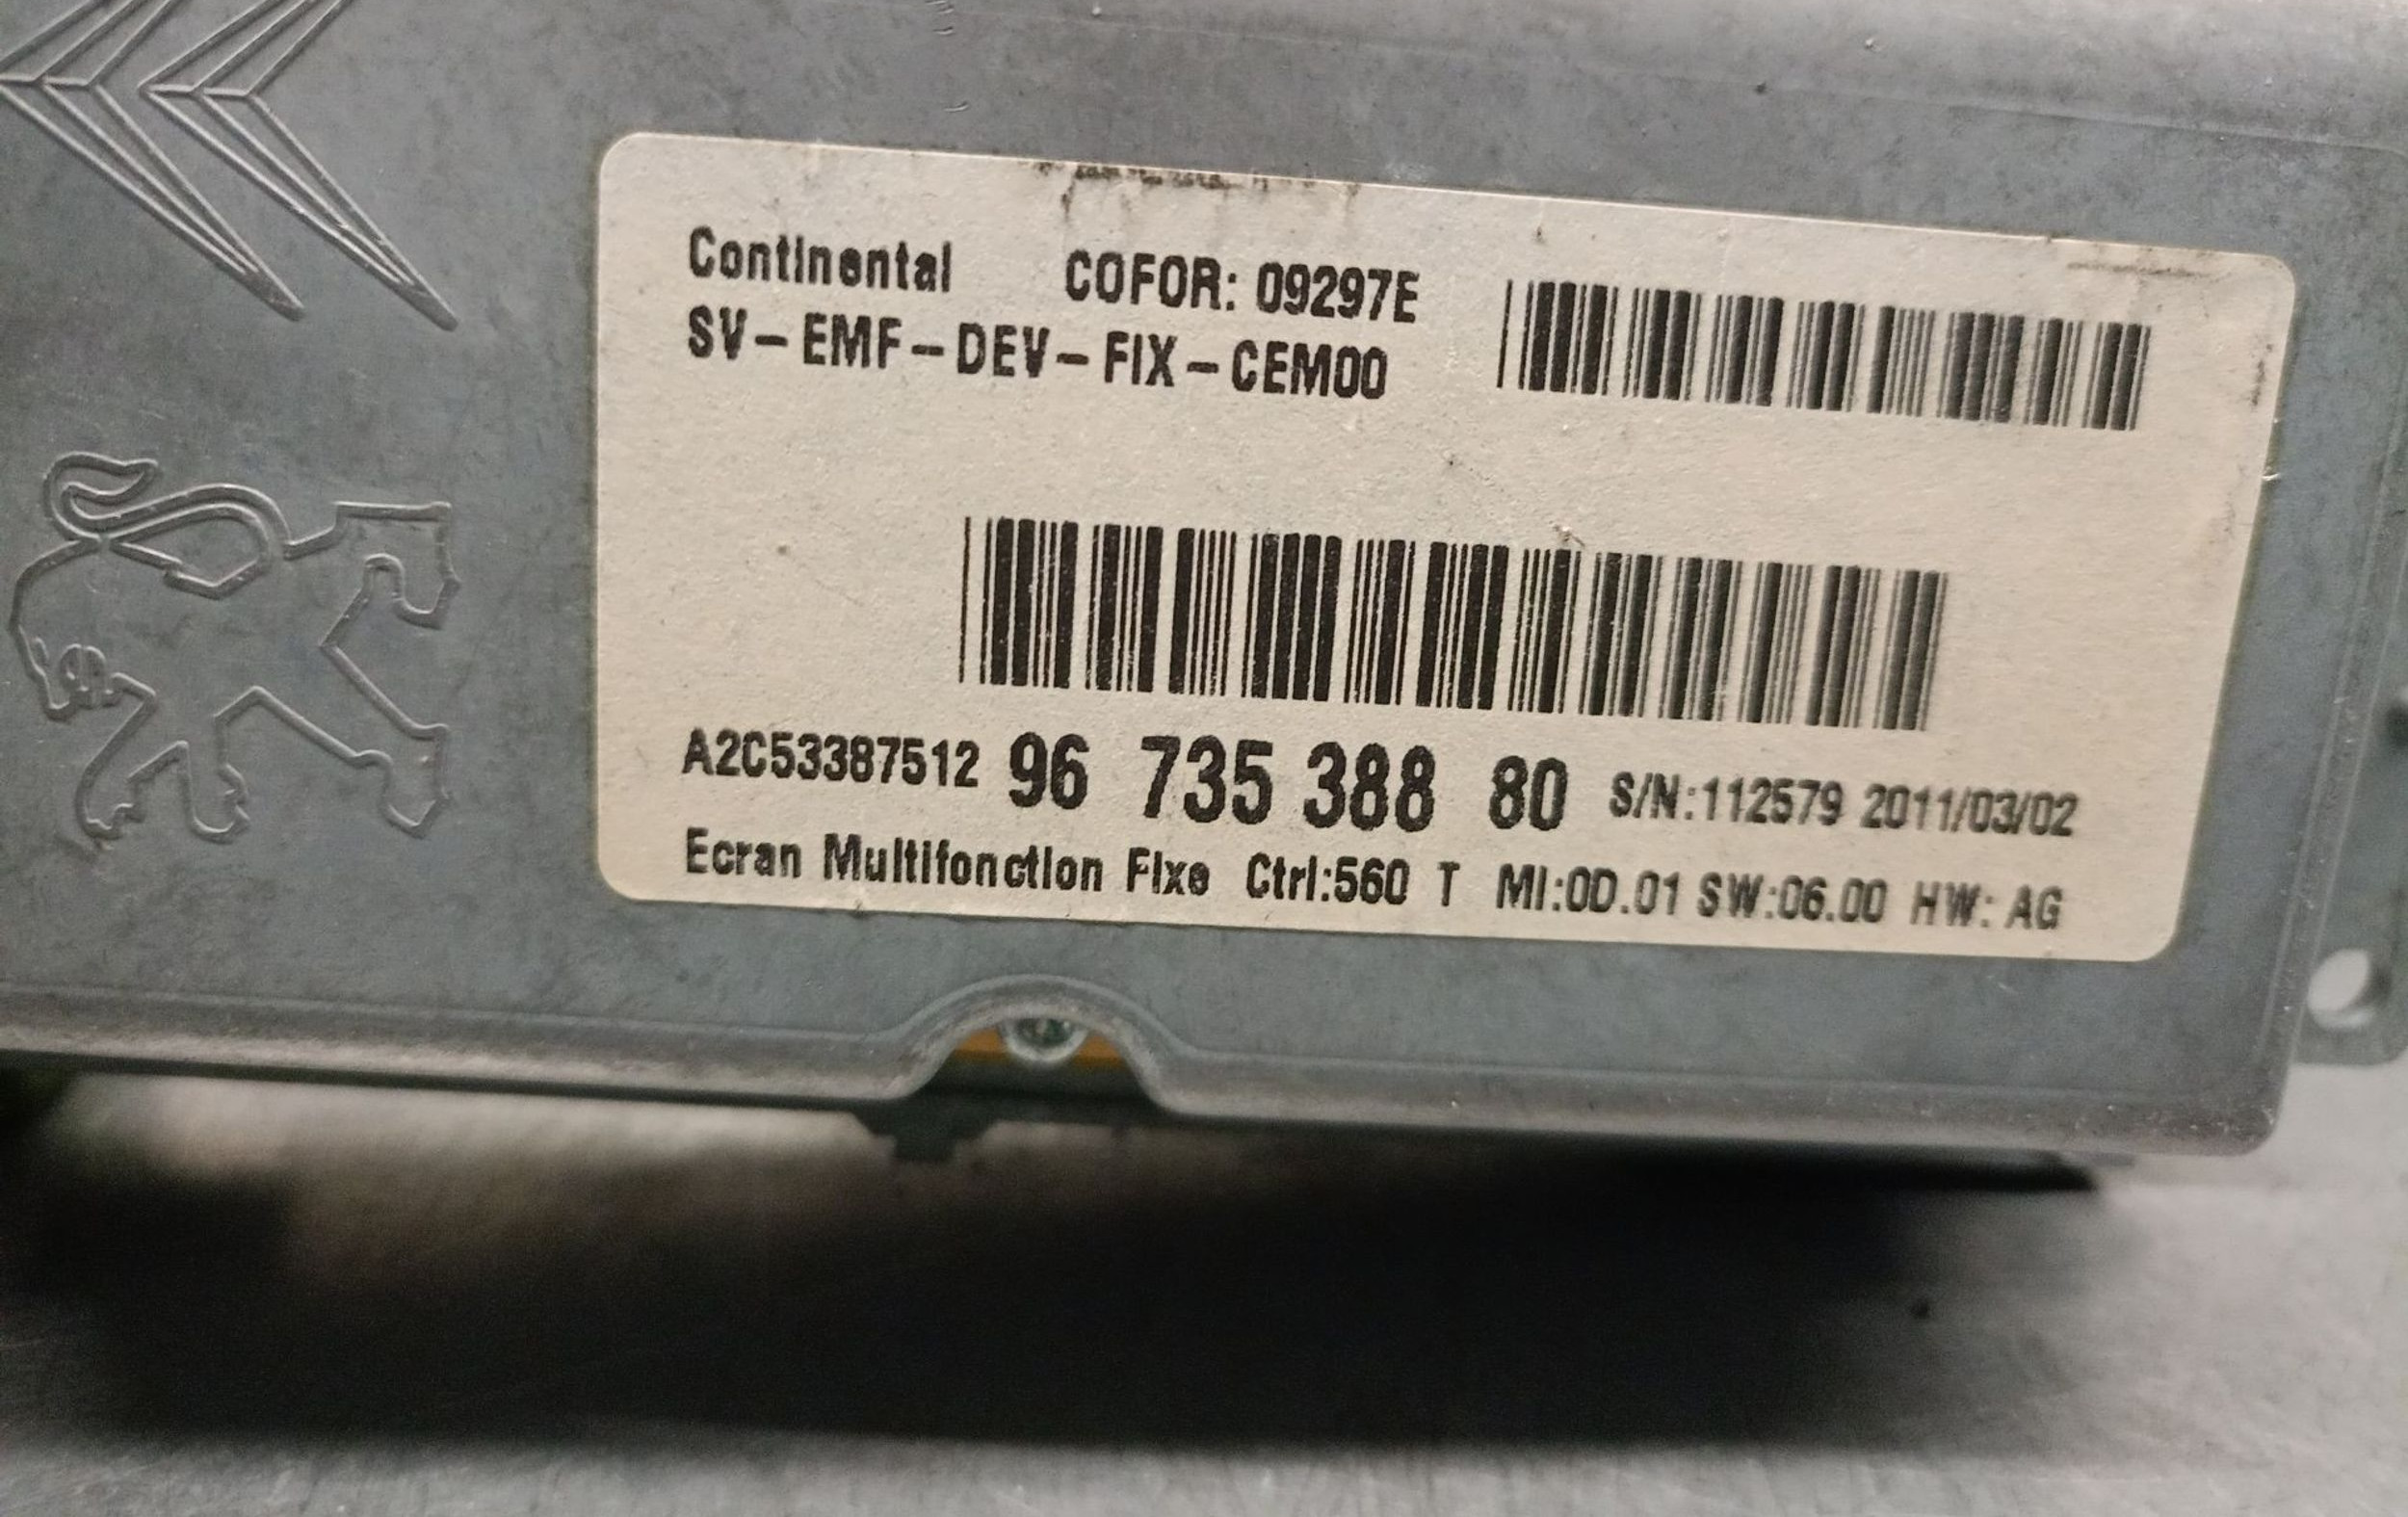 Continental COFOR: 09297E
SV-EMF-DEV-FIX-CEM00
A2C53387512 96 735 388 80 S/N:112579 2011/03/02
Ecran Multifonction Fixe Ctrl:560 T MI:0D.01 SW:06.00 HW: AG